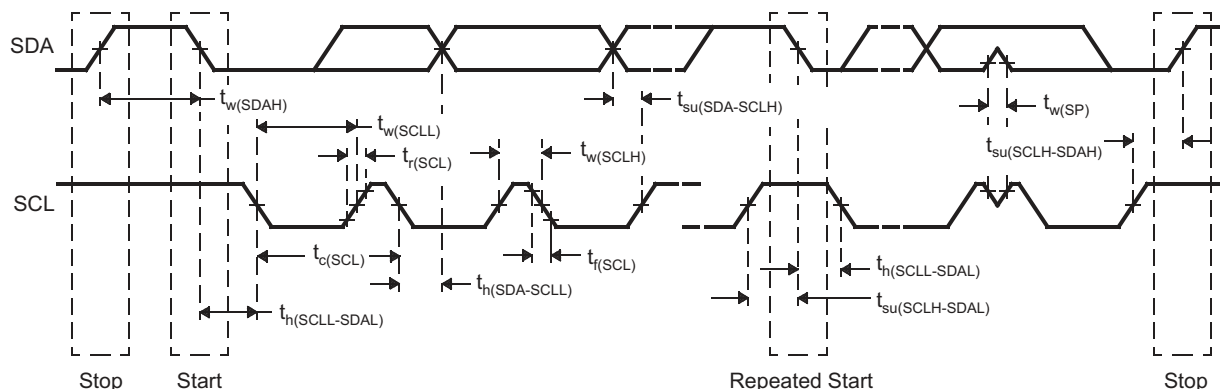 SDA
t_w(SDAH)
t_w(SCLL)
t_r(SCL)
t_w(SCLH)
t_su(SDA-SCLH)
t_w(SP)
t_su(SCLH-SDAH)
SCL
t_c(SCL)
t_h(SDA-SCLL)
t_f(SCL)
t_h(SCLL-SDAL)
t_h(SCLL-SDAL)
t_su(SCLH-SDAL)
Stop
Start
Repeated Start
Stop